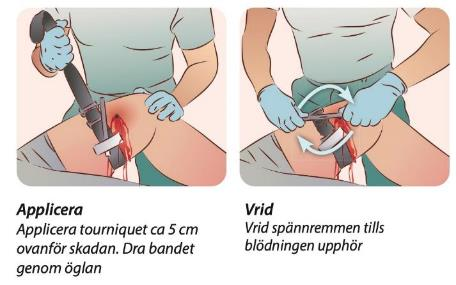 Applicera
Applicera tourniquet ca 5 cm
ovanför skadan. Dra bandet
genom öglan
Vrid
Vrid spännremmen tills
blödningen upphör